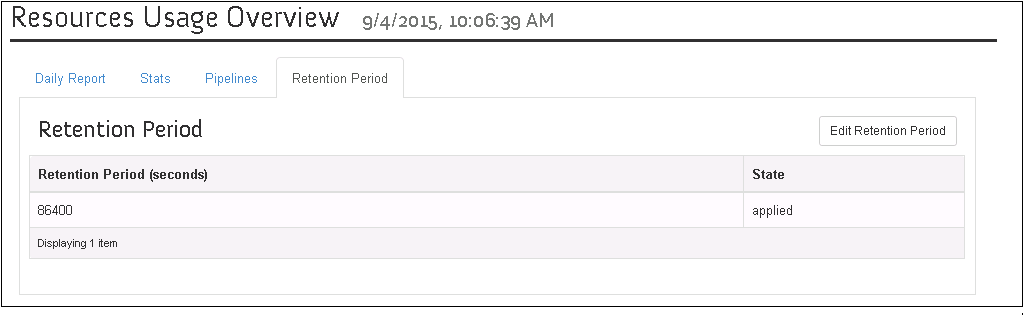 Resources Usage Overview 9/4/2015, 10:06:39 AM
Daily Report Stats Pipelines Retention Period
Retention Period Edit Retention Period
Retention Period (seconds) State
86400 applied
Displaying 1 item